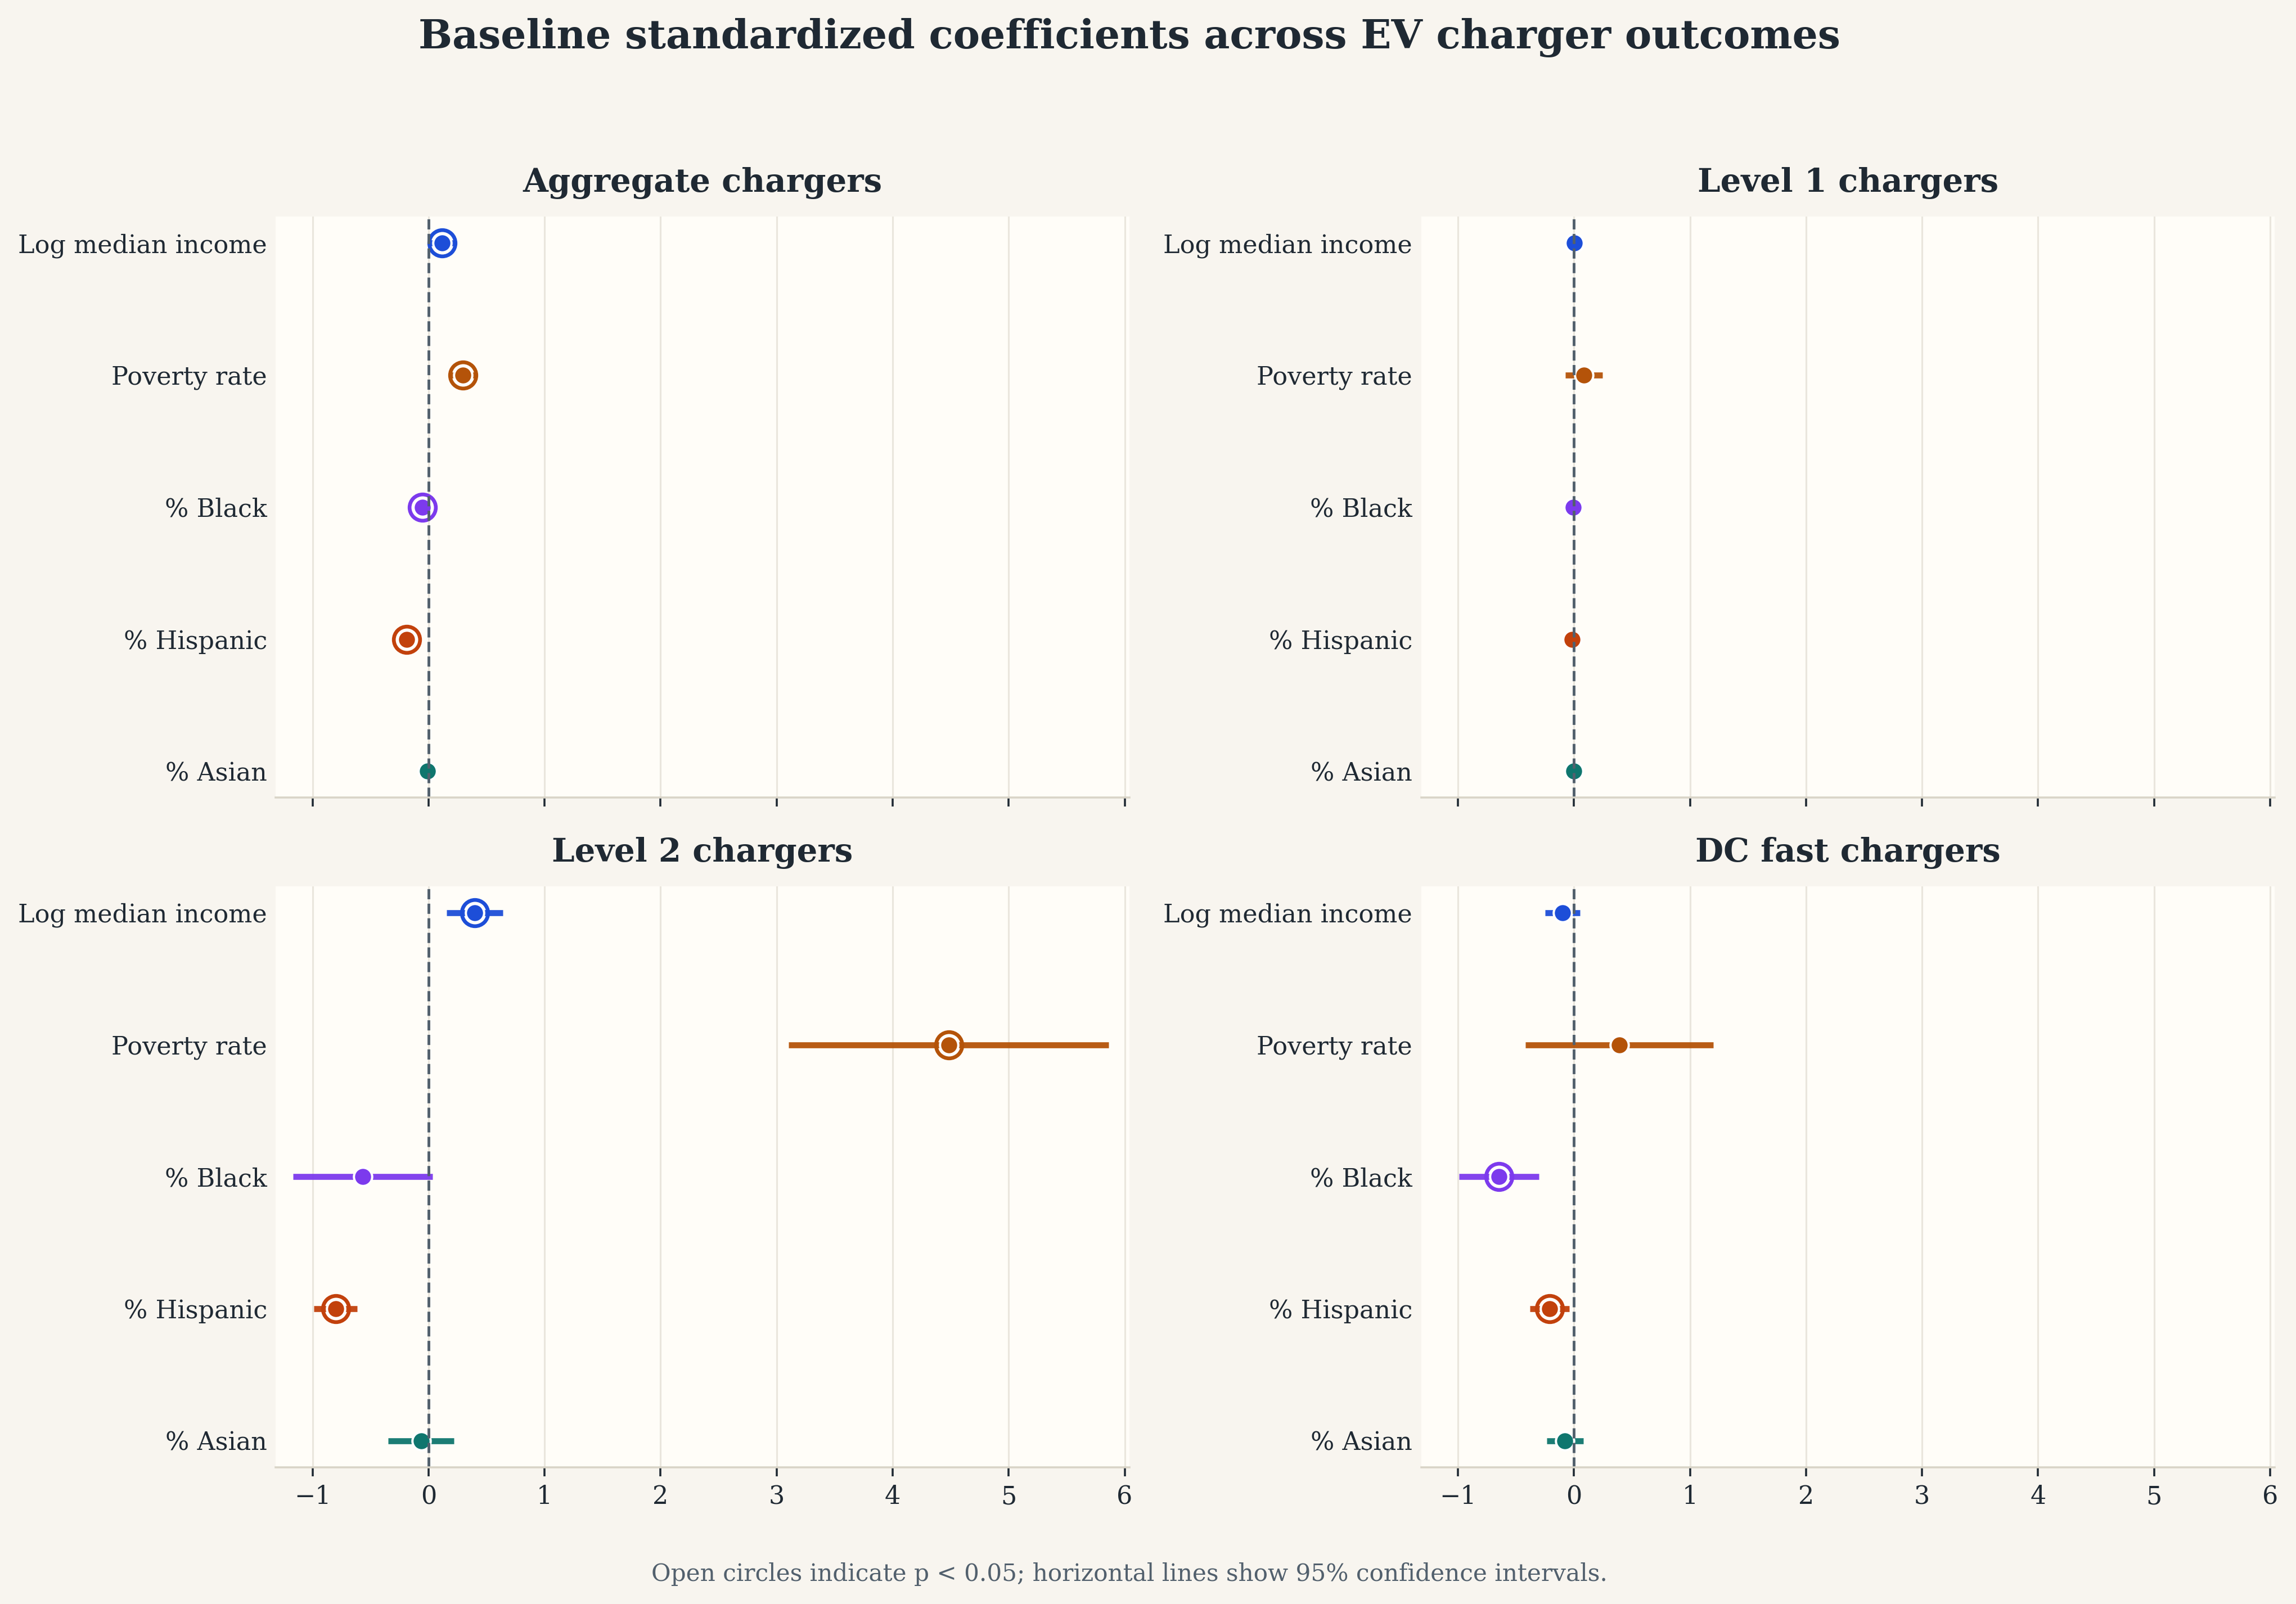 Baseline standardized coefficients across EV charger outcomes
Aggregate chargers
Log median income
Poverty rate
% Black
% Hispanic
% Asian
Level 1 chargers
Log median income
Poverty rate
% Black
% Hispanic
% Asian
Level 2 chargers
Log median income
Poverty rate
% Black
% Hispanic
% Asian
−1 0 1 2 3 4 5 6
DC fast chargers
Log median income
Poverty rate
% Black
% Hispanic
% Asian
−1 0 1 2 3 4 5 6
Open circles indicate p < 0.05; horizontal lines show 95% confidence intervals.